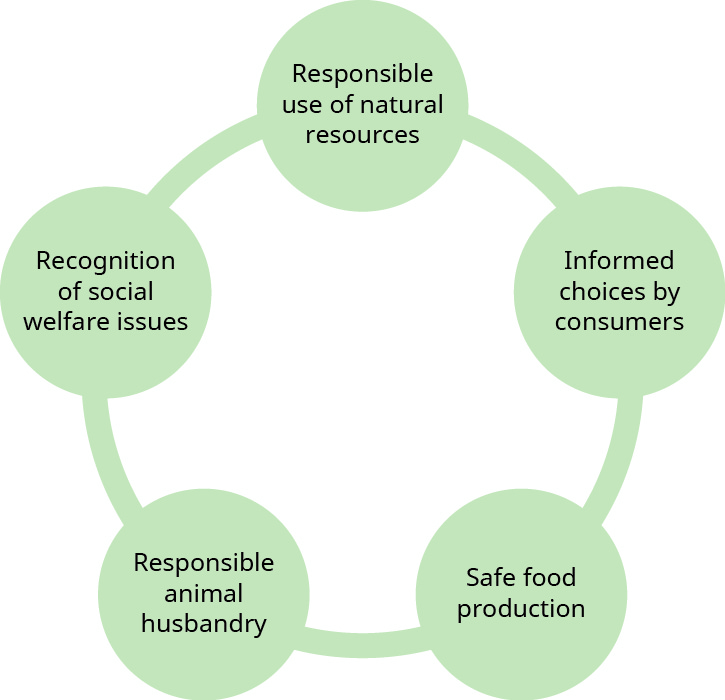 Responsible
use of natural
resources
Recognition
of social
welfare issues
Informed
choices by
consumers
Responsible
animal
husbandry
Safe food
production